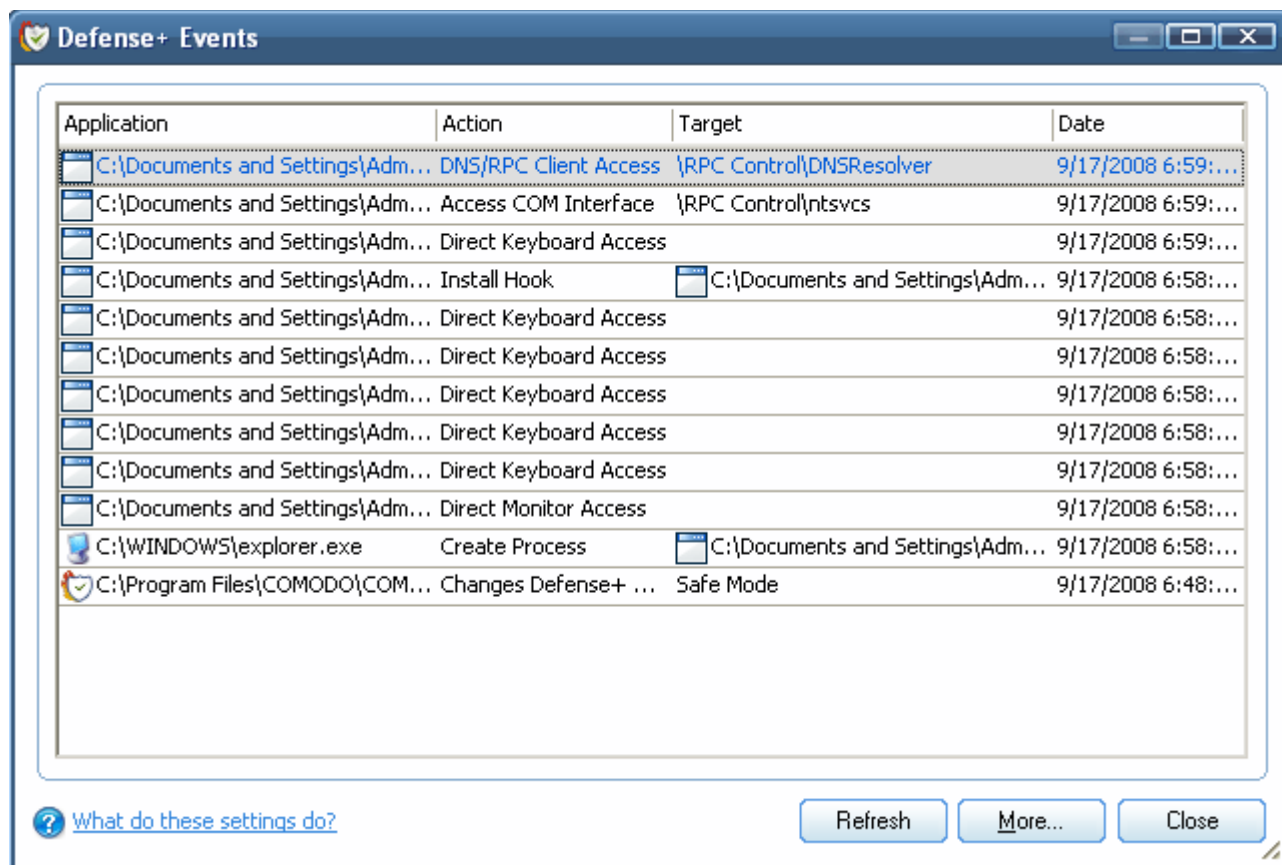 Defense+ Events
Application Action Target Date
C:\Documents and Settings\Adm... DNS/RPC Client Access \RPC Control\DNSResolver 9/17/2008 6:59:...
C:\Documents and Settings\Adm... Access COM Interface \RPC Control\ntsvcs 9/17/2008 6:59:...
C:\Documents and Settings\Adm... Direct Keyboard Access 9/17/2008 6:59:...
C:\Documents and Settings\Adm... Install Hook C:\Documents and Settings\Adm... 9/17/2008 6:58:...
C:\Documents and Settings\Adm... Direct Keyboard Access 9/17/2008 6:58:...
C:\Documents and Settings\Adm... Direct Keyboard Access 9/17/2008 6:58:...
C:\Documents and Settings\Adm... Direct Keyboard Access 9/17/2008 6:58:...
C:\Documents and Settings\Adm... Direct Keyboard Access 9/17/2008 6:58:...
C:\Documents and Settings\Adm... Direct Keyboard Access 9/17/2008 6:58:...
C:\Documents and Settings\Adm... Direct Monitor Access 9/17/2008 6:58:...
C:\WINDOWS\explorer.exe Create Process C:\Documents and Settings\Adm... 9/17/2008 6:58:...
C:\Program Files\COMODO\COM... Changes Defense+ ... Safe Mode 9/17/2008 6:48:...
What do these settings do? Refresh More... Close